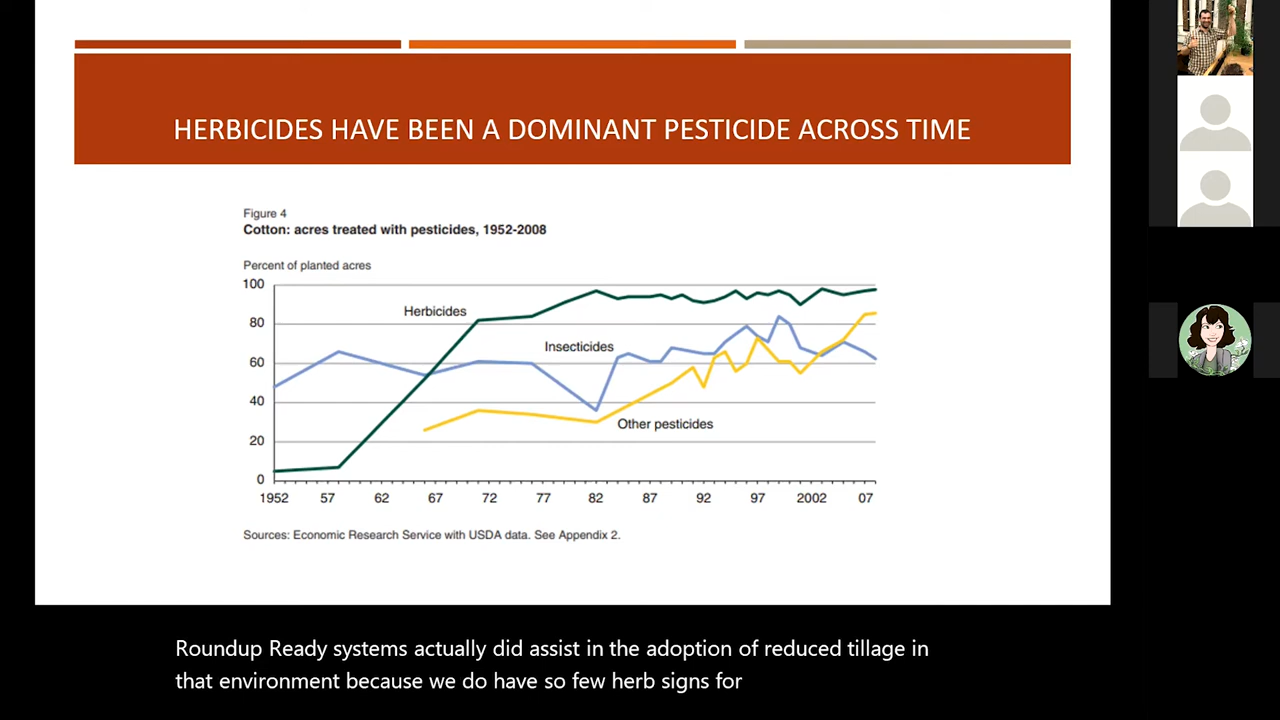 HERBICIDES HAVE BEEN A DOMINANT PESTICIDE ACROSS TIME
Figure 4
Cotton: acres treated with pesticides, 1952-2008
Percent of planted acres
100
80
60
40
20
0
Herbicides
Insecticides
Other pesticides
1952 57 62 67 72 77 82 87 92 97 2002 07
Sources: Economic Research Service with USDA data. See Appendix 2.
Roundup Ready systems actually did assist in the adoption of reduced tillage in
that environment because we do have so few herb signs for